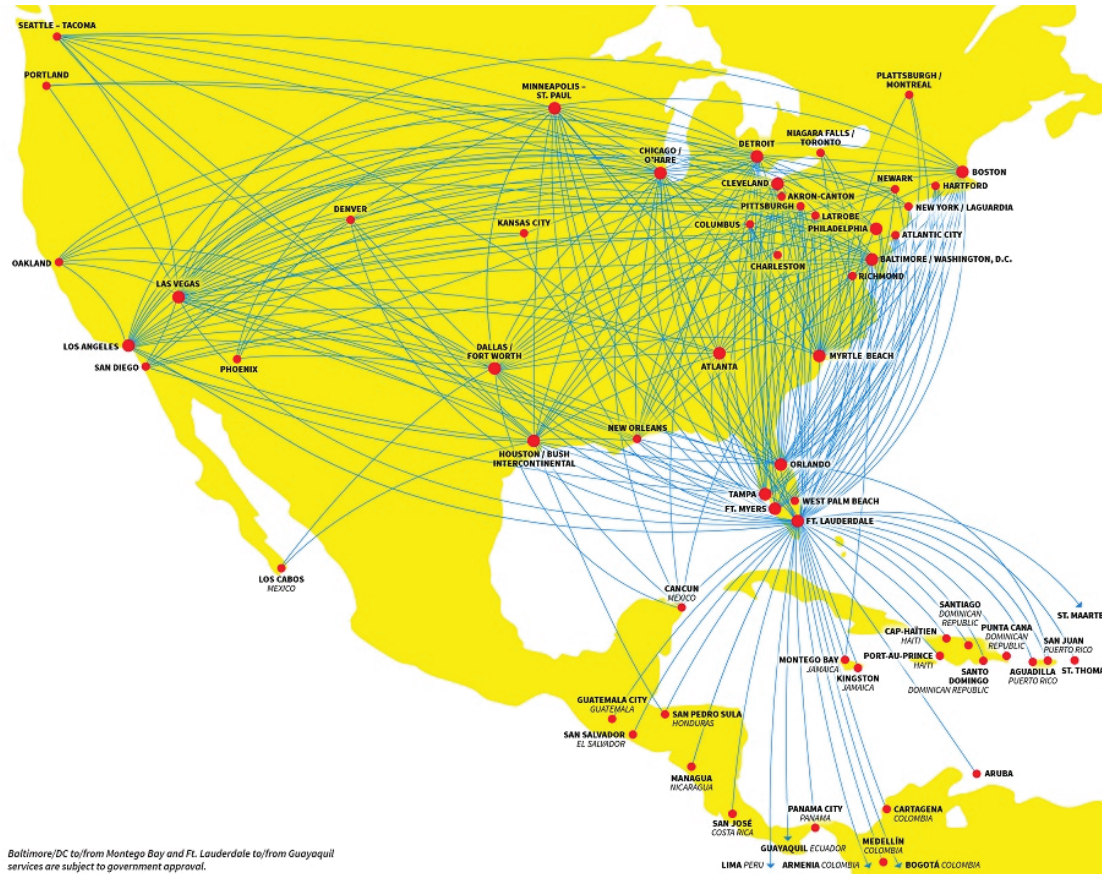 SEATTLE – TACOMA
PORTLAND
MINNEAPOLIS –
ST. PAUL
PLATTSBURGH /
MONTREAL
NIAGARA FALLS /
TORONTO
DETROIT
CHICAGO /
O'HARE
BOSTON
CLEVELAND
NEWARK
HARTFORD
AKRON-CANTON
PITTSBURGH
NEW YORK / LAGUARDIA
LATROBE
DENVER
KANSAS CITY
COLUMBUS
PHILADELPHIA
ATLANTIC CITY
OAKLAND
CHARLESTON
BALTIMORE / WASHINGTON, D.C.
RICHMOND
LAS VEGAS
LOS ANGELES
SAN DIEGO
PHOENIX
DALLAS /
FORT WORTH
ATLANTA
MYRTLE BEACH
NEW ORLEANS
HOUSTON / BUSH
INTERCONTINENTAL
ORLANDO
TAMPA
WEST PALM BEACH
FT. MYERS
FT. LAUDERDALE
LOS CABOS
MEXICO
CANCUN
MEXICO
SANTIAGO
DOMINICAN
REPUBLIC
ST. MAARTE
CAP-HAÏTIEN
HAITI
PUNTA CANA
DOMINICAN
REPUBLIC
SAN JUAN
PUERTO RICO
MONTEGO BAY
JAMAICA
PORT-AU-PRINCE
HAITI
KINGSTON
JAMAICA
SANTO
DOMINGO
DOMINICAN REPUBLIC
AGUADILLA
PUERTO RICO
ST. THOMA
GUATEMALA CITY
GUATEMALA
SAN PEDRO SULA
HONDURAS
SAN SALVADOR
EL SALVADOR
MANAGUA
NICARAGUA
ARUBA
SAN JOSÉ
COSTA RICA
PANAMA CITY
PANAMA
CARTAGENA
COLOMBIA
GUAYAQUIL ECUADOR
MEDELLÍN
COLOMBIA
LIMA PERU
ARMENIA COLOMBIA
BOGOTÁ COLOMBIA
Baltimore/DC to/from Montego Bay and Ft. Lauderdale to/from Guayaquil
services are subject to government approval.